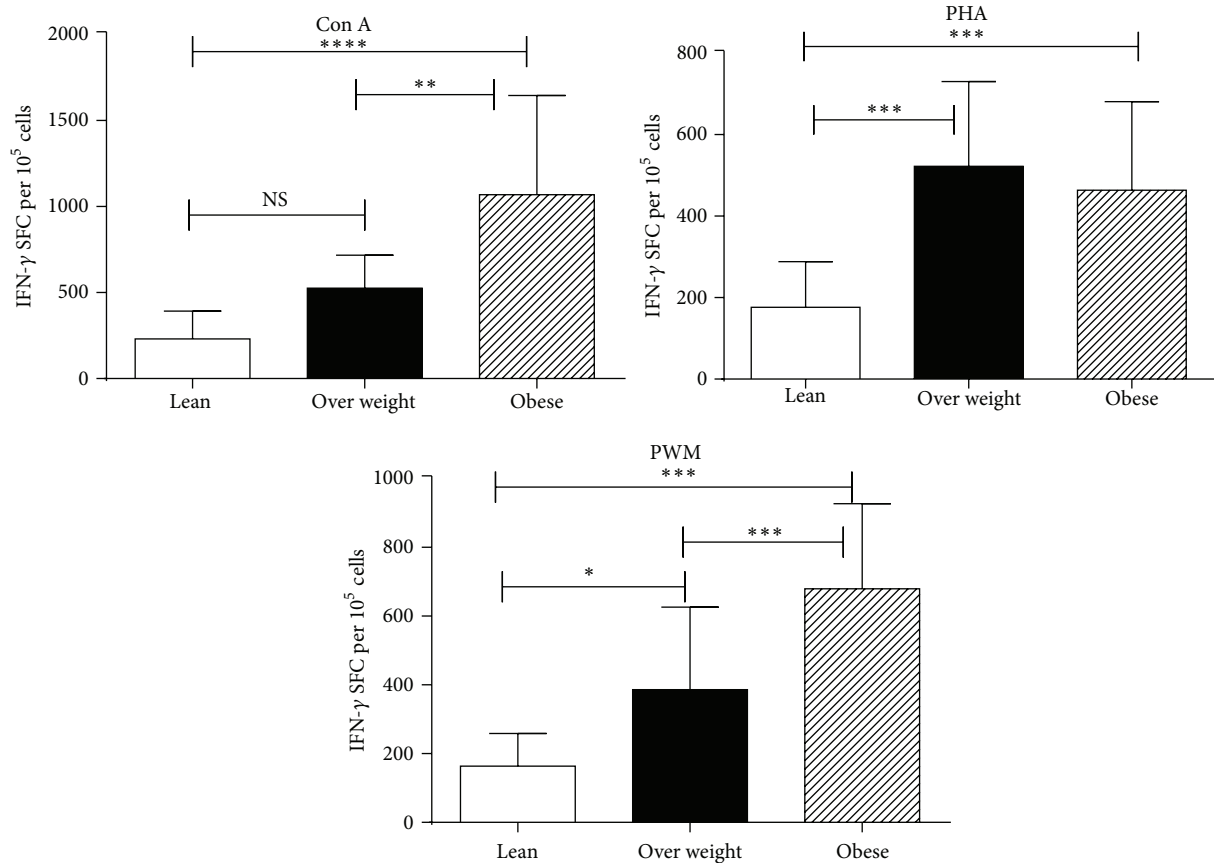 Con A
****
**
NS
IFN-γ SFC per 10⁵ cells
2000
1500
1000
500
0
Lean Over weight Obese
PHA
***
***
IFN-γ SFC per 10⁵ cells
800
600
400
200
0
Lean Over weight Obese
PWM
***
***
*
IFN-γ SFC per 10⁵ cells
1000
800
600
400
200
0
Lean Over weight Obese